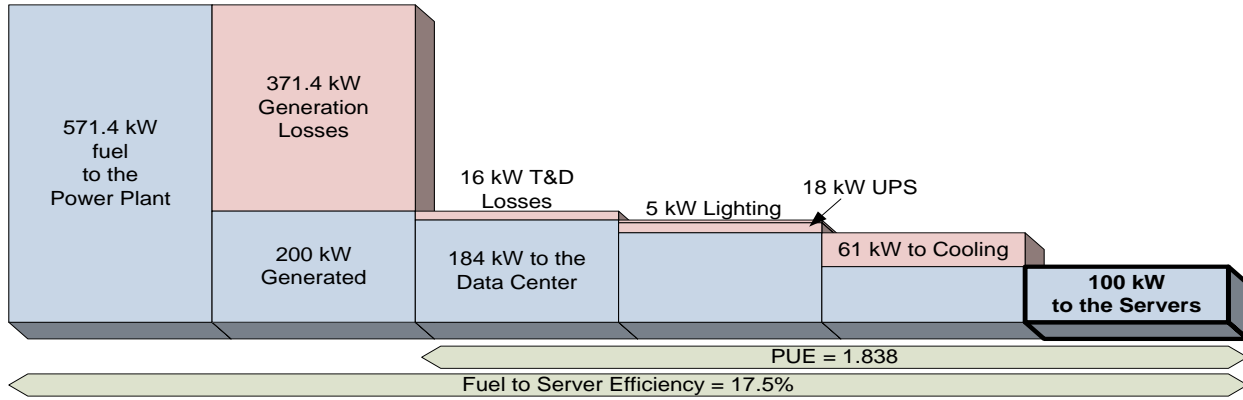 571.4 kW
fuel
to the
Power Plant
371.4 kW
Generation
Losses
200 kW
Generated
16 kW T&D
Losses
184 kW to the
Data Center
5 kW Lighting
18 kW UPS
61 kW to Cooling
100 kW
to the Servers
PUE = 1.838
Fuel to Server Efficiency = 17.5%